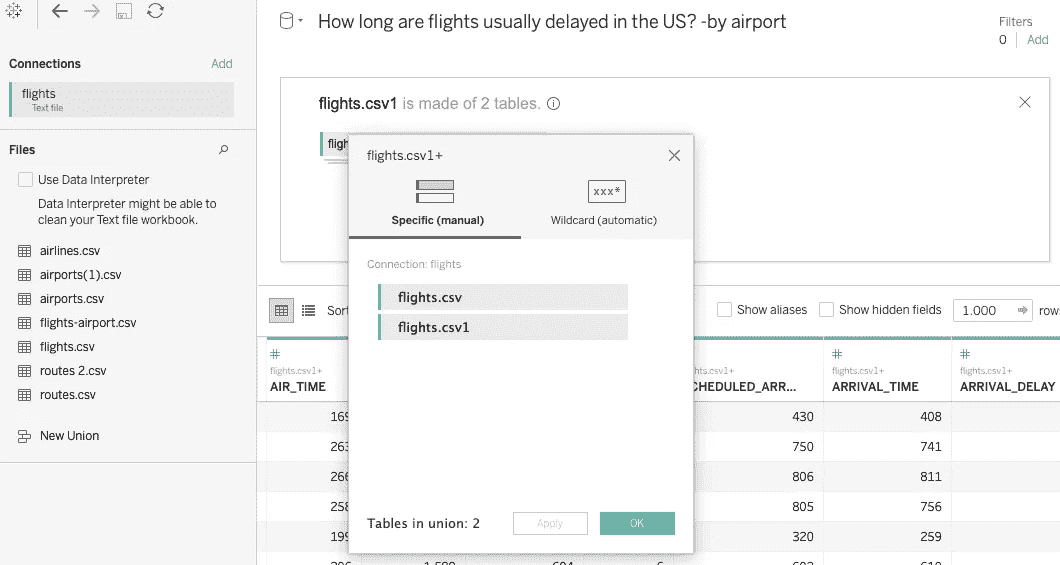 How long are flights usually delayed in the US? -by airport
Filters
0 Add
Connections Add
flights
Text file
Files
Use Data Interpreter
Data Interpreter might be able to
clean your Text file workbook.
airlines.csv
airports(1).csv
airports.csv
flights-airport.csv
flights.csv
routes 2.csv
routes.csv
New Union
flights.csv1 is made of 2 tables.
fligh
flights.csv1+
xxx*
Specific (manual) Wildcard (automatic)
Connection: flights
flights.csv
flights.csv1
Tables in union: 2 Apply OK
Sort Show aliases Show hidden fields 1.000 rows
# # #
flights.csv1+ hts.csv1+ flights.csv1+ flights.csv1+
AIR_TIME CHEDULED_ARR... ARRIVAL_TIME ARRIVAL_DELAY
169 430 408
263 750 741
266 806 811
258 805 756
199 320 259